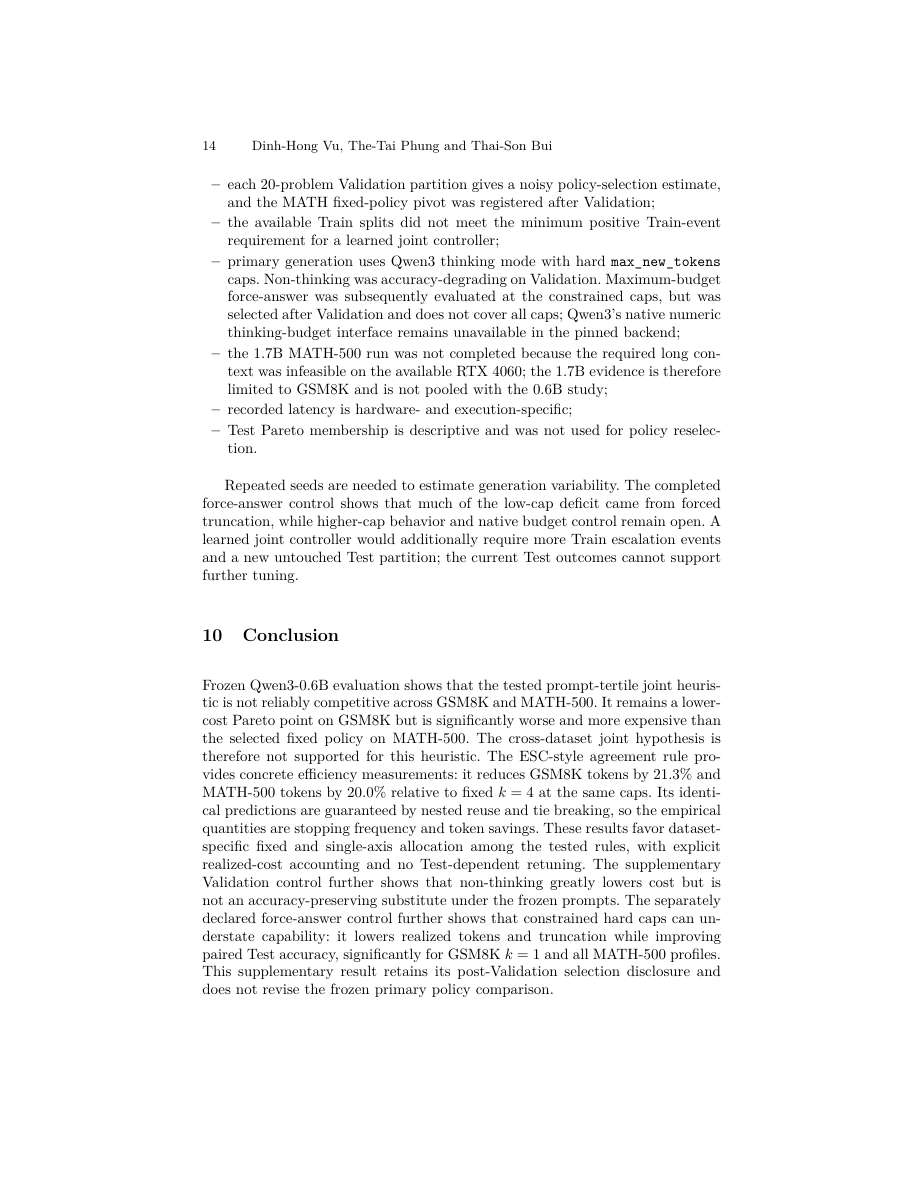 14 Dinh-Hong Vu, The-Tai Phung and Thai-Son Bui
– each 20-problem Validation partition gives a noisy policy-selection estimate,
and the MATH fixed-policy pivot was registered after Validation;
– the available Train splits did not meet the minimum positive Train-event
requirement for a learned joint controller;
– primary generation uses Qwen3 thinking mode with hard max_new_tokens
caps. Non-thinking was accuracy-degrading on Validation. Maximum-budget
force-answer was subsequently evaluated at the constrained caps, but was
selected after Validation and does not cover all caps; Qwen3's native numeric
thinking-budget interface remains unavailable in the pinned backend;
– the 1.7B MATH-500 run was not completed because the required long con-
text was infeasible on the available RTX 4060; the 1.7B evidence is therefore
limited to GSM8K and is not pooled with the 0.6B study;
– recorded latency is hardware- and execution-specific;
– Test Pareto membership is descriptive and was not used for policy reselec-
tion.
Repeated seeds are needed to estimate generation variability. The completed
force-answer control shows that much of the low-cap deficit came from forced
truncation, while higher-cap behavior and native budget control remain open. A
learned joint controller would additionally require more Train escalation events
and a new untouched Test partition; the current Test outcomes cannot support
further tuning.
10 Conclusion
Frozen Qwen3-0.6B evaluation shows that the tested prompt-tertile joint heuris-
tic is not reliably competitive across GSM8K and MATH-500. It remains a lower-
cost Pareto point on GSM8K but is significantly worse and more expensive than
the selected fixed policy on MATH-500. The cross-dataset joint hypothesis is
therefore not supported for this heuristic. The ESC-style agreement rule pro-
vides concrete efficiency measurements: it reduces GSM8K tokens by 21.3% and
MATH-500 tokens by 20.0% relative to fixed k = 4 at the same caps. Its identi-
cal predictions are guaranteed by nested reuse and tie breaking, so the empirical
quantities are stopping frequency and token savings. These results favor dataset-
specific fixed and single-axis allocation among the tested rules, with explicit
realized-cost accounting and no Test-dependent retuning. The supplementary
Validation control further shows that non-thinking greatly lowers cost but is
not an accuracy-preserving substitute under the frozen prompts. The separately
declared force-answer control further shows that constrained hard caps can un-
derstate capability: it lowers realized tokens and truncation while improving
paired Test accuracy, significantly for GSM8K k = 1 and all MATH-500 profiles.
This supplementary result retains its post-Validation selection disclosure and
does not revise the frozen primary policy comparison.